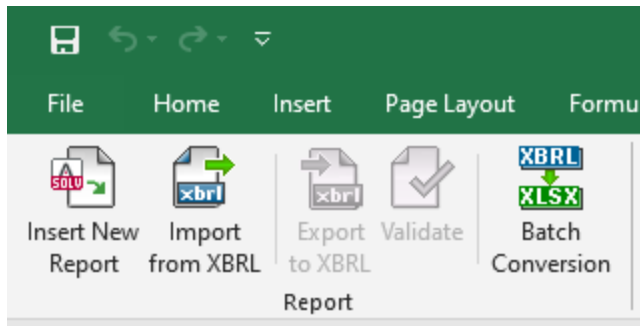 File Home Insert Page Layout Formu
A
SOLV
xbrl
xbrl
XBRL
XLSX
Insert New Report
Import from XBRL
Export to XBRL
Validate
Batch Conversion
Report